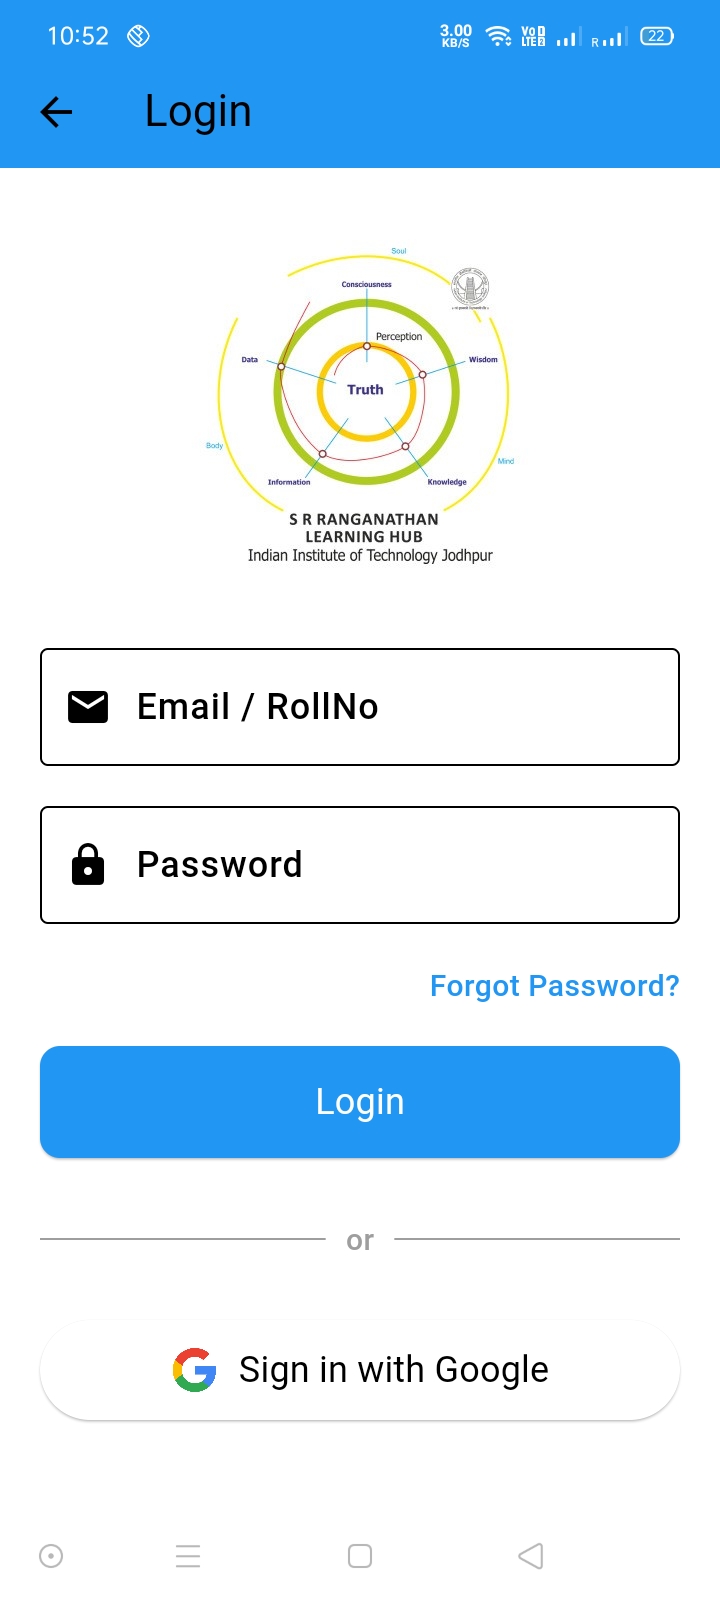 10:52
3.00
KB/S
Vo 1
LTE 2
R
22
Login
Soul
Consciousness
Perception
Data
Wisdom
Truth
Body
Mind
Information
Knowledge
S R RANGANATHAN
LEARNING HUB
Indian Institute of Technology Jodhpur
Email / RollNo
Password
Forgot Password?
Login
or
Sign in with Google